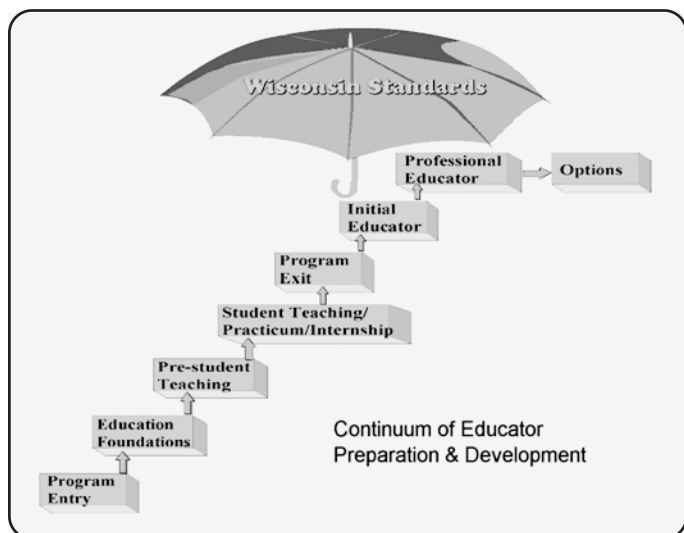 Wisconsin Standards
Professional
Educator
Options
Initial
Educator
Program
Exit
Student Teaching/
Practicum/Internship
Pre-student
Teaching
Education
Foundations
Continuum of Educator
Preparation & Development
Program
Entry